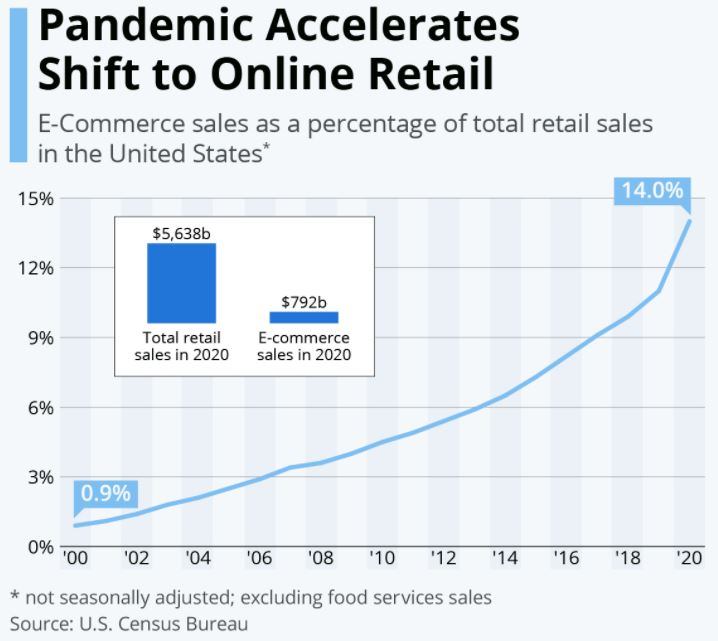 Pandemic Accelerates
Shift to Online Retail
E-Commerce sales as a percentage of total retail sales
in the United States*
14.0%
15%
$5,638b
12%
$792b
9%
Total retail
sales in 2020
E-commerce
sales in 2020
6%
3%
0.9%
0%
'00 '02 '04 '06 '08 '10 '12 '14 '16 '18 '20
* not seasonally adjusted; excluding food services sales
Source: U.S. Census Bureau